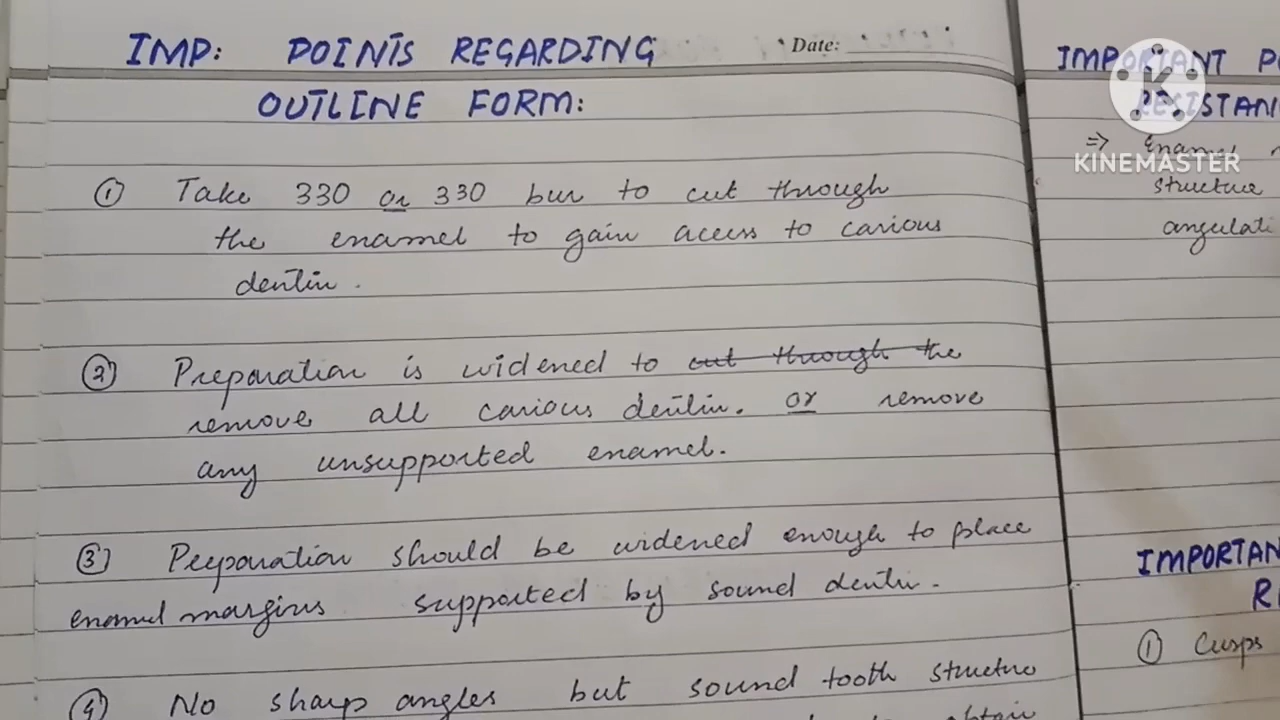 IMP: POINTS REGARDING
Date:
OUTLINE FORM:
① Take 330 or 330 bur to cut through
the enamel to gain access to carious
dentin.
② Preparation is widened to cut through the
remove all carious dentin. or remove
any unsupported enamel.
③ Preparation should be widened enough to place
enamel margins supported by sound dentin.
④ No sharp angles but sound tooth structure
obtain
IMPORTANT P
RESISTAN
⇒ Enamel
structure
angulati
IMPORTAN
R
① Cusps
K
KINEMASTER